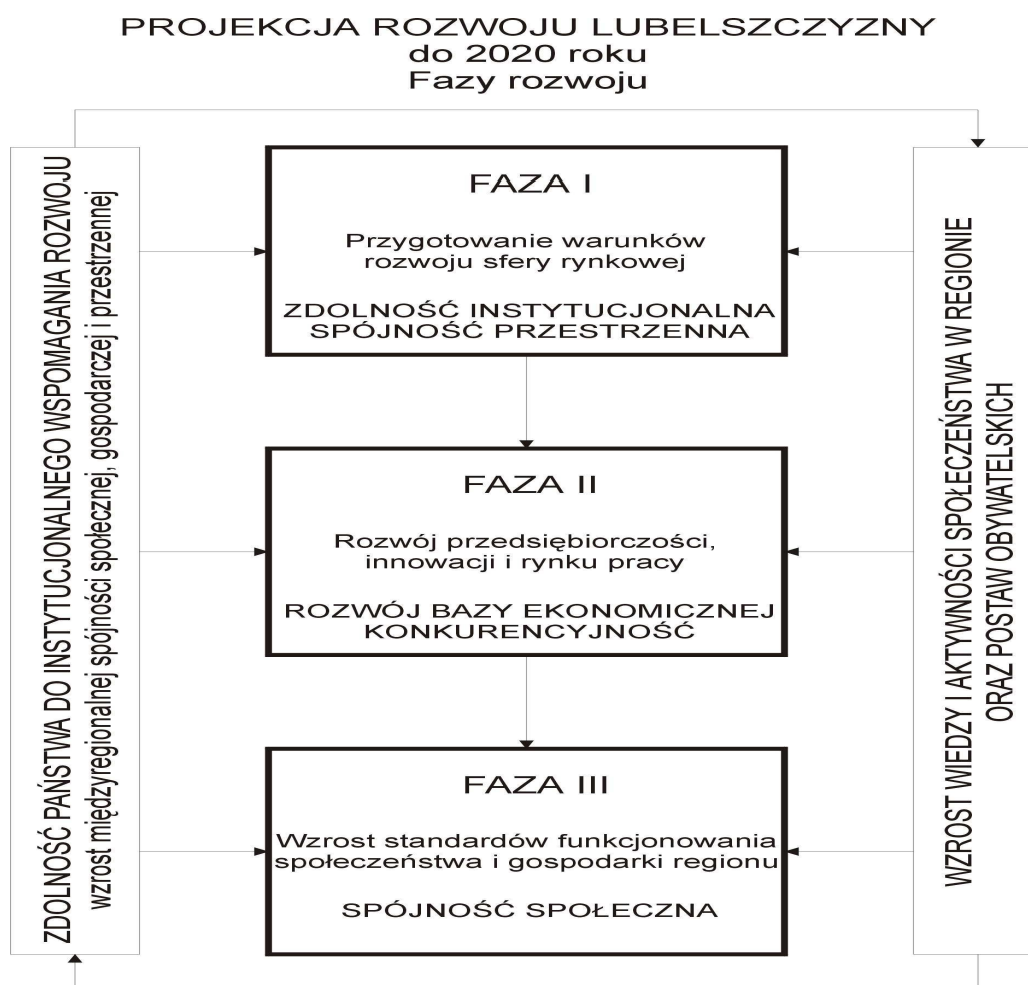 PROJEKCJA ROZWOJU LUBELSZCZYZNY
do 2020 roku
Fazy rozwoju
ZDOLNOŚĆ PAŃSTWA DO INSTYTUCJONALNEGO WSPOMAGANIA ROZWOJU
wzrost międzyregionalnej spójności społecznej, gospodarczej i przestrzennej
FAZA I
Przygotowanie warunków
rozwoju sfery rynkowej
ZDOLNOŚĆ INSTYTUCJONALNA
SPÓJNOŚĆ PRZESTRZENNA
FAZA II
Rozwój przedsiębiorczości,
innowacji i rynku pracy
ROZWÓJ BAZY EKONOMICZNEJ
KONKURENCYJNOŚĆ
FAZA III
Wzrost standardów funkcjonowania
społeczeństwa i gospodarki regionu
SPÓJNOŚĆ SPOŁECZNA
WZROST WIEDZY I AKTYWNOŚCI SPOŁECZEŃSTWA W REGIONIE
ORAZ POSTAW OBYWATELSKICH